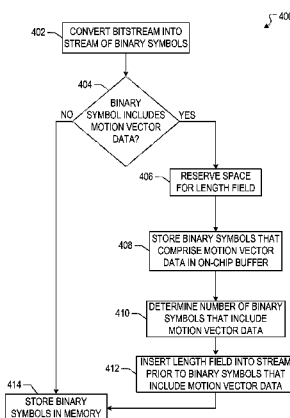 400
402
CONVERT BITSTREAM INTO
STREAM OF BINARY SYMBOLS
404
BINARY
SYMBOL INCLUDES
MOTION VECTOR
DATA?
NO
YES
406
RESERVE SPACE
FOR LENGTH FIELD
408
STORE BINARY SYMBOLS THAT
COMPRISE MOTION VECTOR
DATA IN ON-CHIP BUFFER
410
DETERMINE NUMBER OF BINARY
SYMBOLS THAT INCLUDE
MOTION VECTOR DATA
412
INSERT LENGTH FIELD INTO STREAM
PRIOR TO BINARY SYMBOLS THAT
INCLUDE MOTION VECTOR DATA
414
STORE BINARY
SYMBOLS IN MEMORY